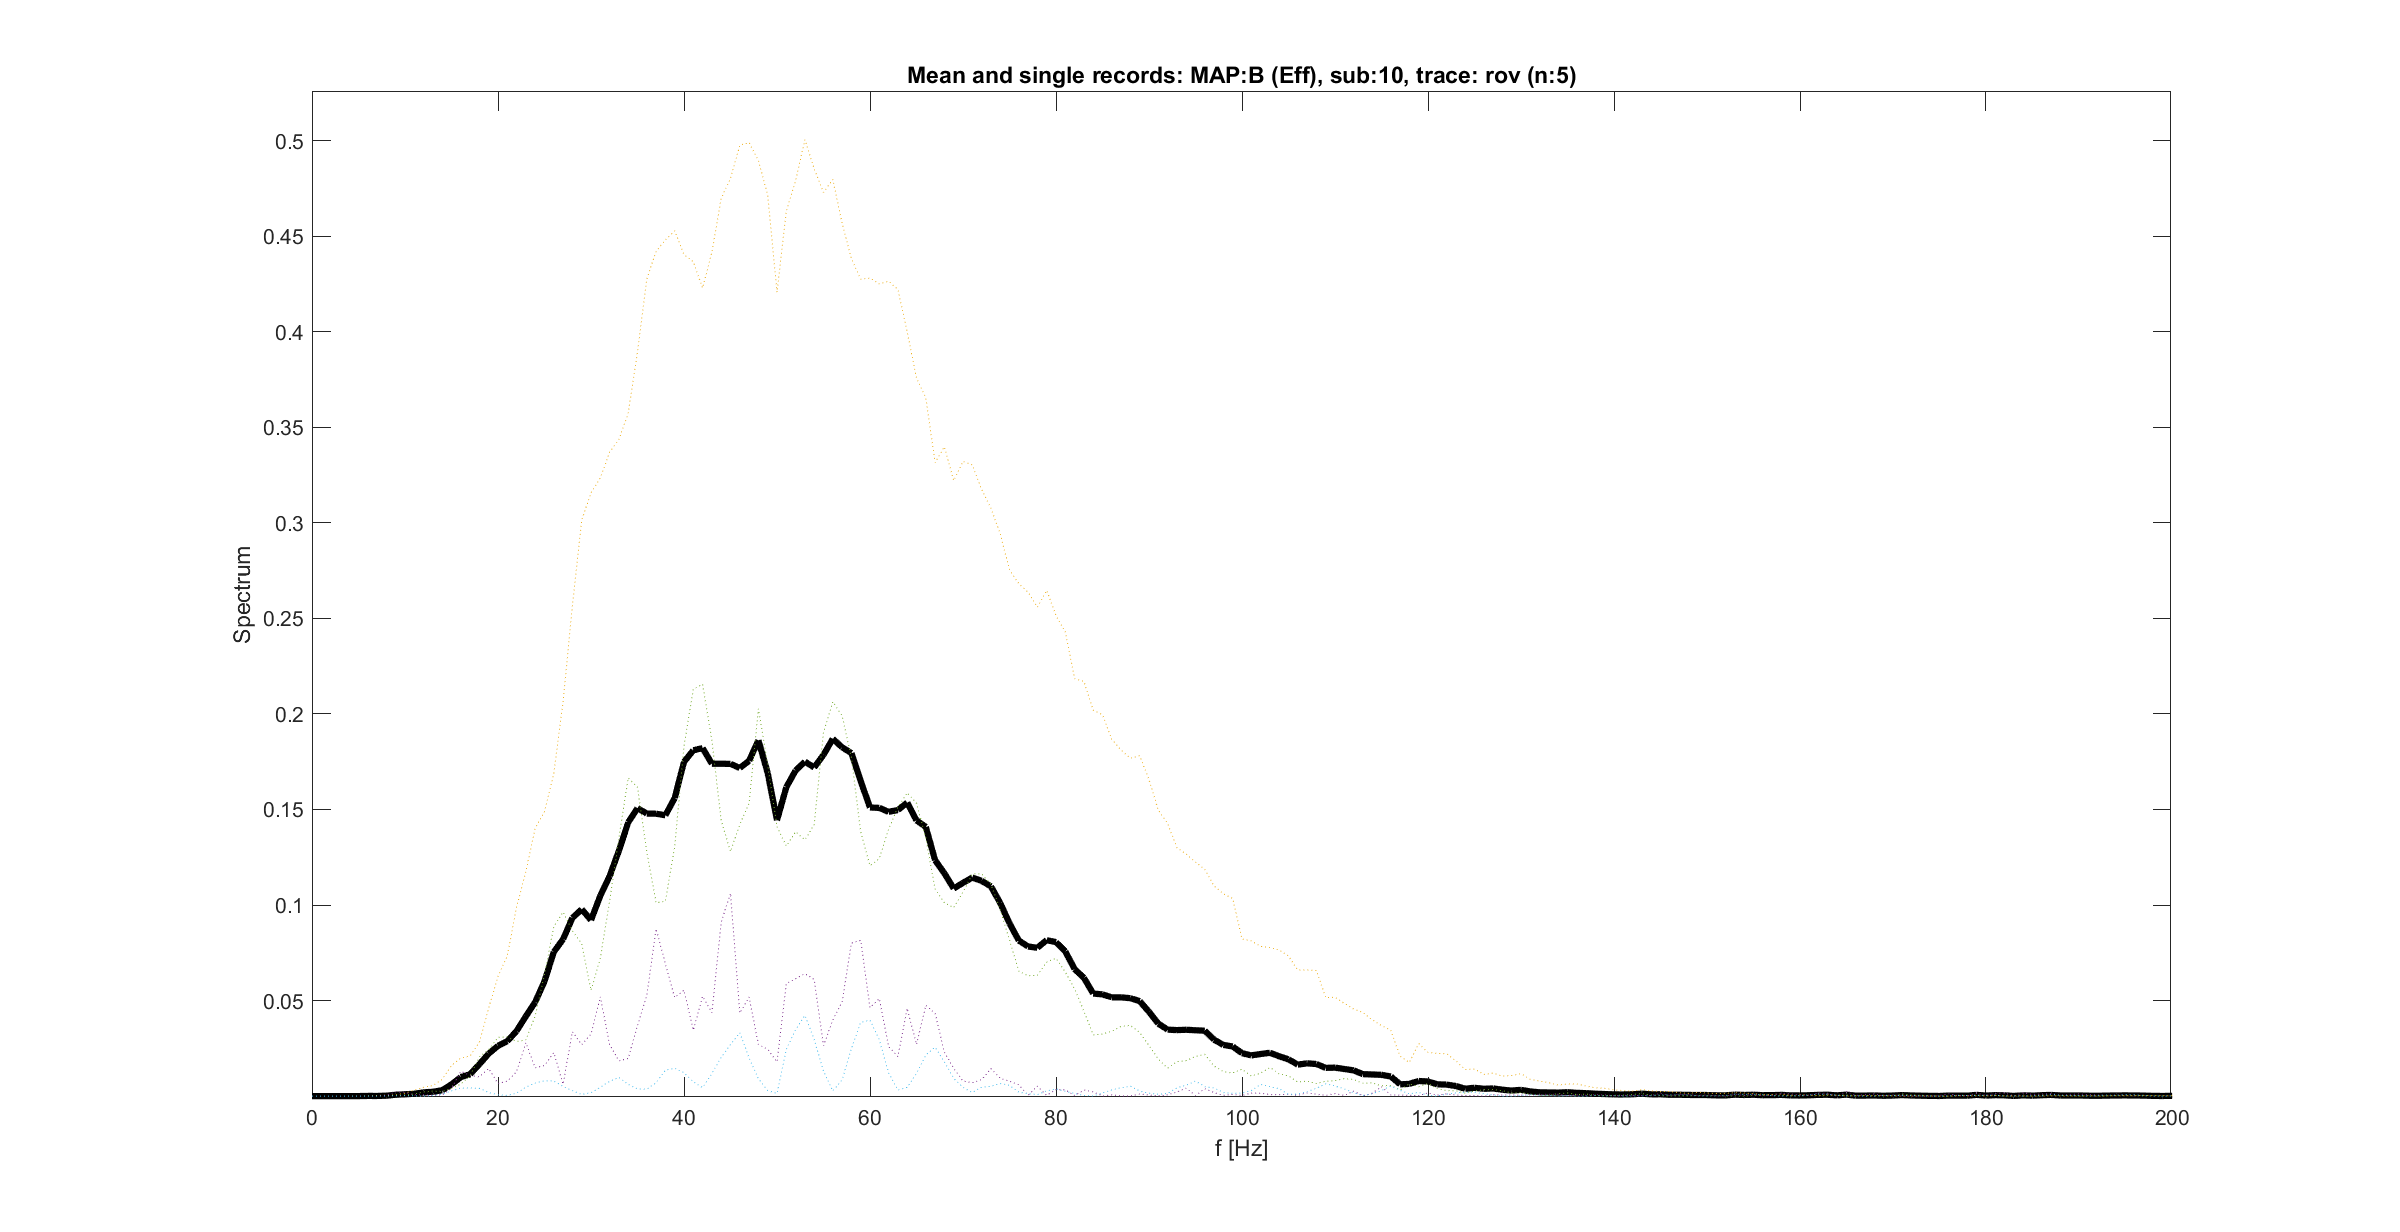 Mean and single records: MAP:B (Eff), sub:10, trace: rov (n:5)
0.5
0.45
0.4
0.35
0.3
0.25
0.2
0.15
0.1
0.05
Spectrum
0 20 40 60 80 100 120 140 160 180 200
f [Hz]